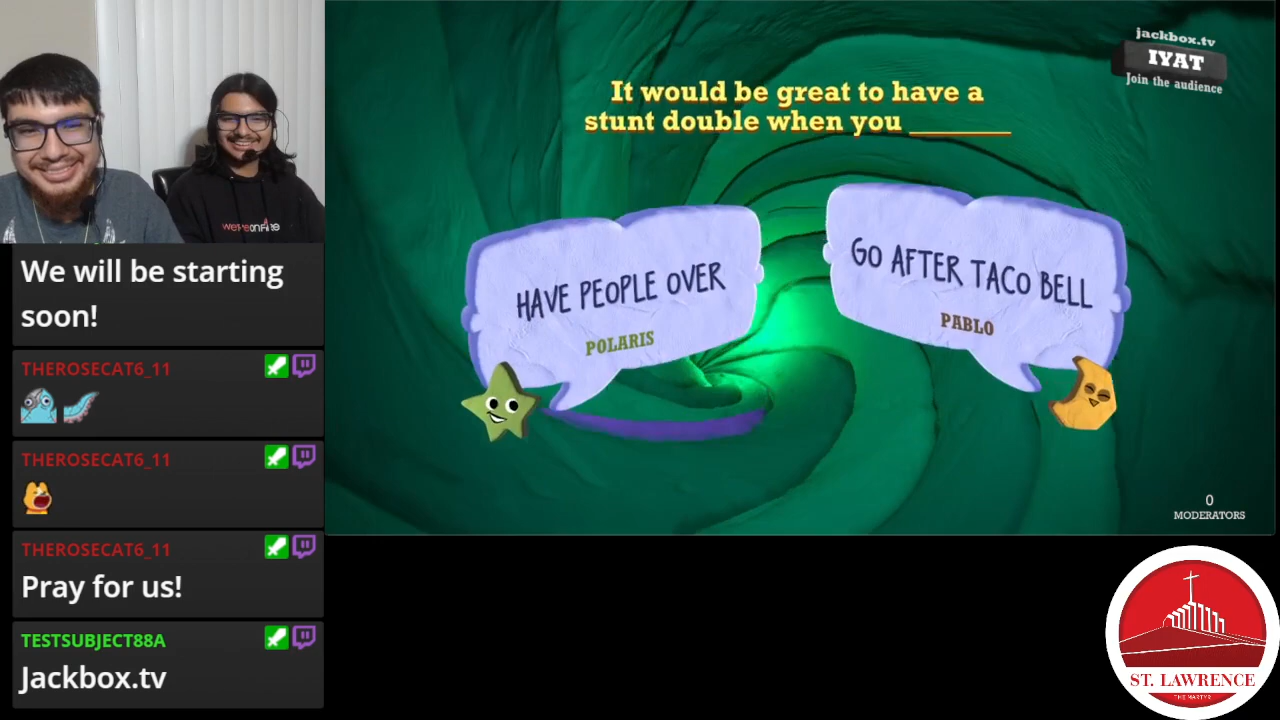 We will be starting
soon!
THEROSECAT6_11
THEROSECAT6_11
THEROSECAT6_11
Pray for us!
TESTSUBJECT88A
Jackbox.tv
jackbox.tv
IYAT
Join the audience
It would be great to have a
stunt double when you ________
HAVE PEOPLE OVER
POLARIS
GO AFTER TACO BELL
PABLO
0
MODERATORS
ST. LAWRENCE
THE MARTYR